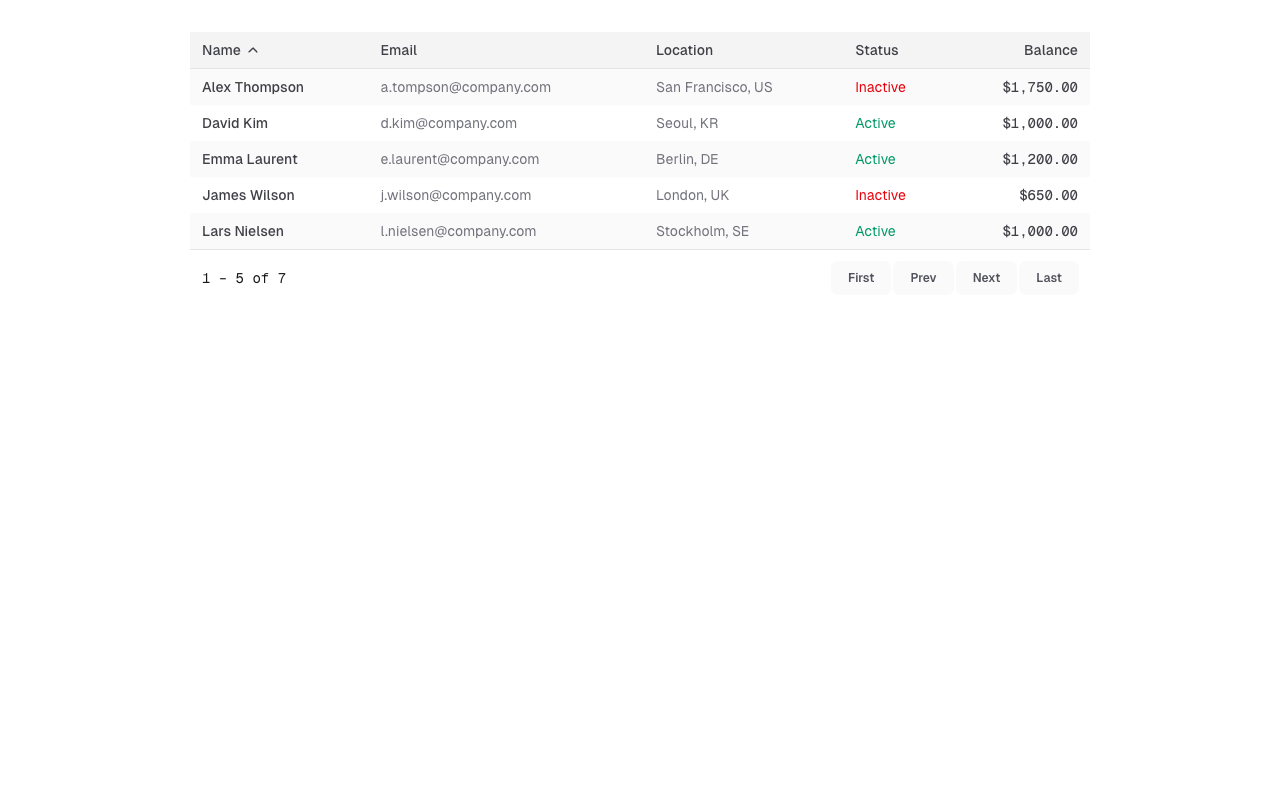 Name Email Location Status Balance
Alex Thompson a.tompson@company.com San Francisco, US Inactive $1,750.00
David Kim d.kim@company.com Seoul, KR Active $1,000.00
Emma Laurent e.laurent@company.com Berlin, DE Active $1,200.00
James Wilson j.wilson@company.com London, UK Inactive $650.00
Lars Nielsen l.nielsen@company.com Stockholm, SE Active $1,000.00
1 – 5 of 7 First Prev Next Last